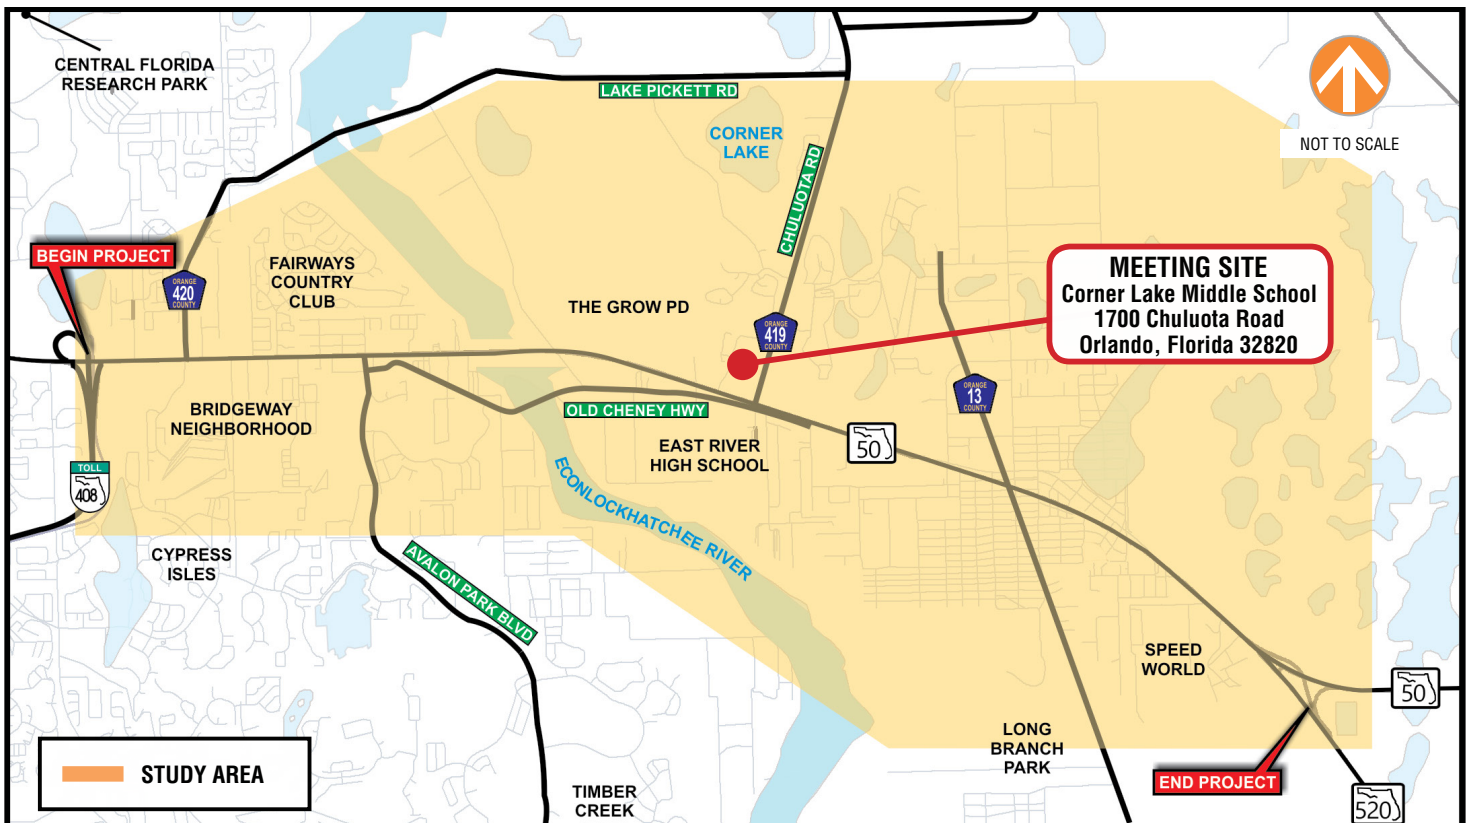 CENTRAL FLORIDA
RESEARCH PARK
LAKE PICKETT RD
CORNER
LAKE
CHULUOTA RD
NOT TO SCALE
BEGIN PROJECT
ORANGE
420
COUNTY
FAIRWAYS
COUNTRY
CLUB
THE GROW PD
ORANGE
419
COUNTY
MEETING SITE
Corner Lake Middle School
1700 Chuluota Road
Orlando, Florida 32820
ORANGE
13
COUNTY
BRIDGEWAY
NEIGHBORHOOD
OLD CHENEY HWY
EAST RIVER
HIGH SCHOOL
50
TOLL
408
ECONLOCKHATCHEE RIVER
CYPRESS
ISLES
AVALON PARK BLVD
SPEED
WORLD
50
LONG
BRANCH
PARK
END PROJECT
520
STUDY AREA
TIMBER
CREEK